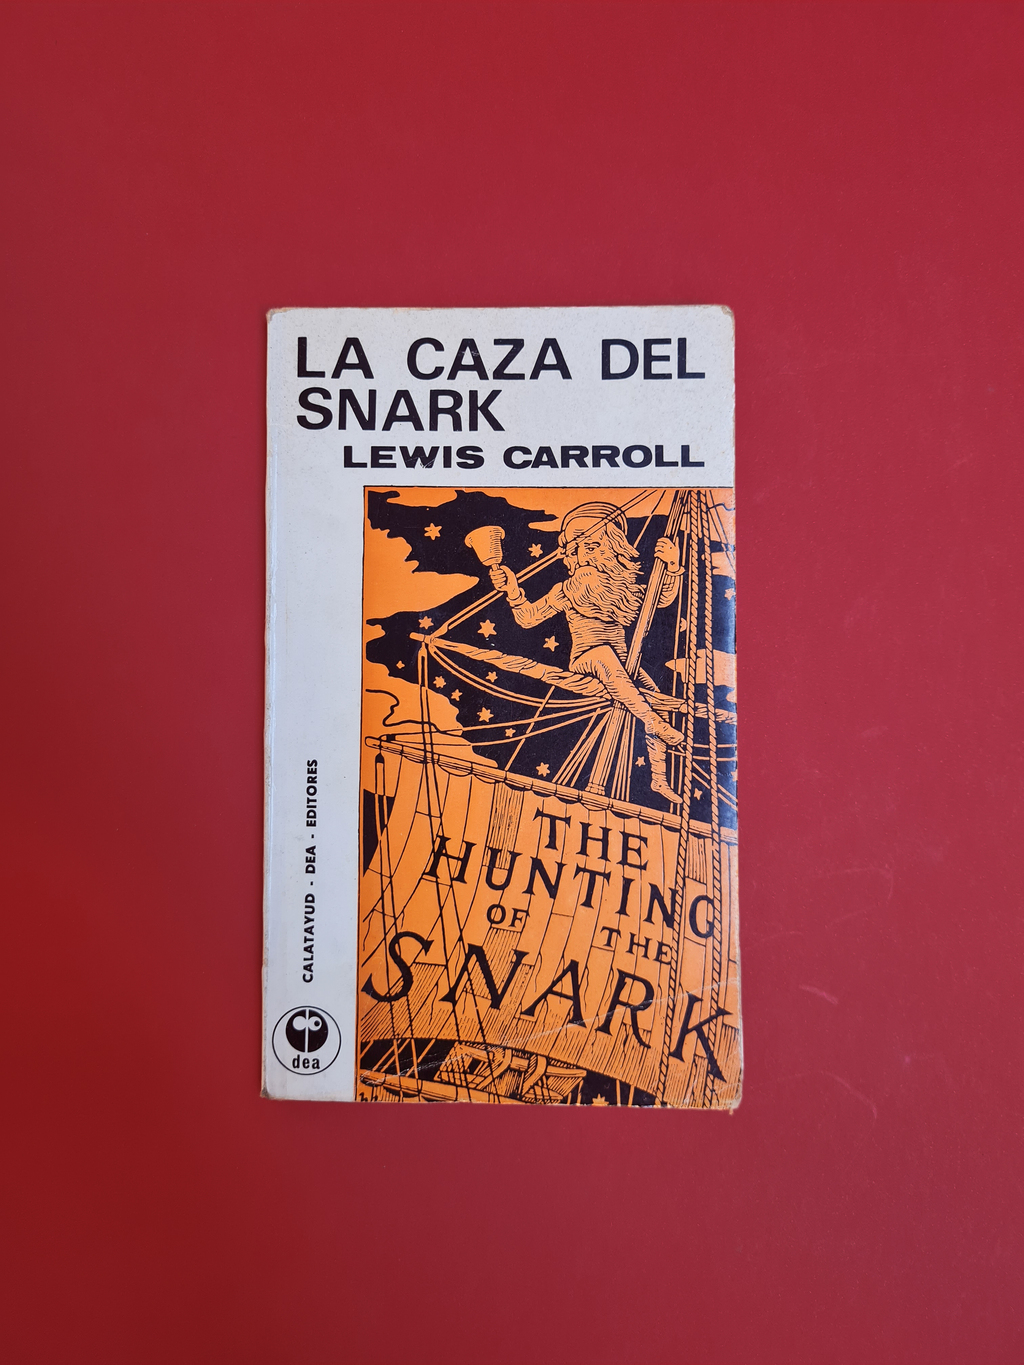 LA CAZA DEL
SNARK
LEWIS CARROLL
THE
HUNTING
OF THE
SNARK
CALATAYUD - DEA - EDITORES
dea